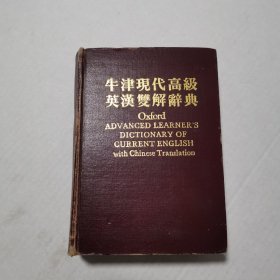 牛津現代高級
英漢雙解辭典
Oxford
ADVANCED LEARNER'S
DICTIONARY OF
CURRENT ENGLISH
with Chinese Translation